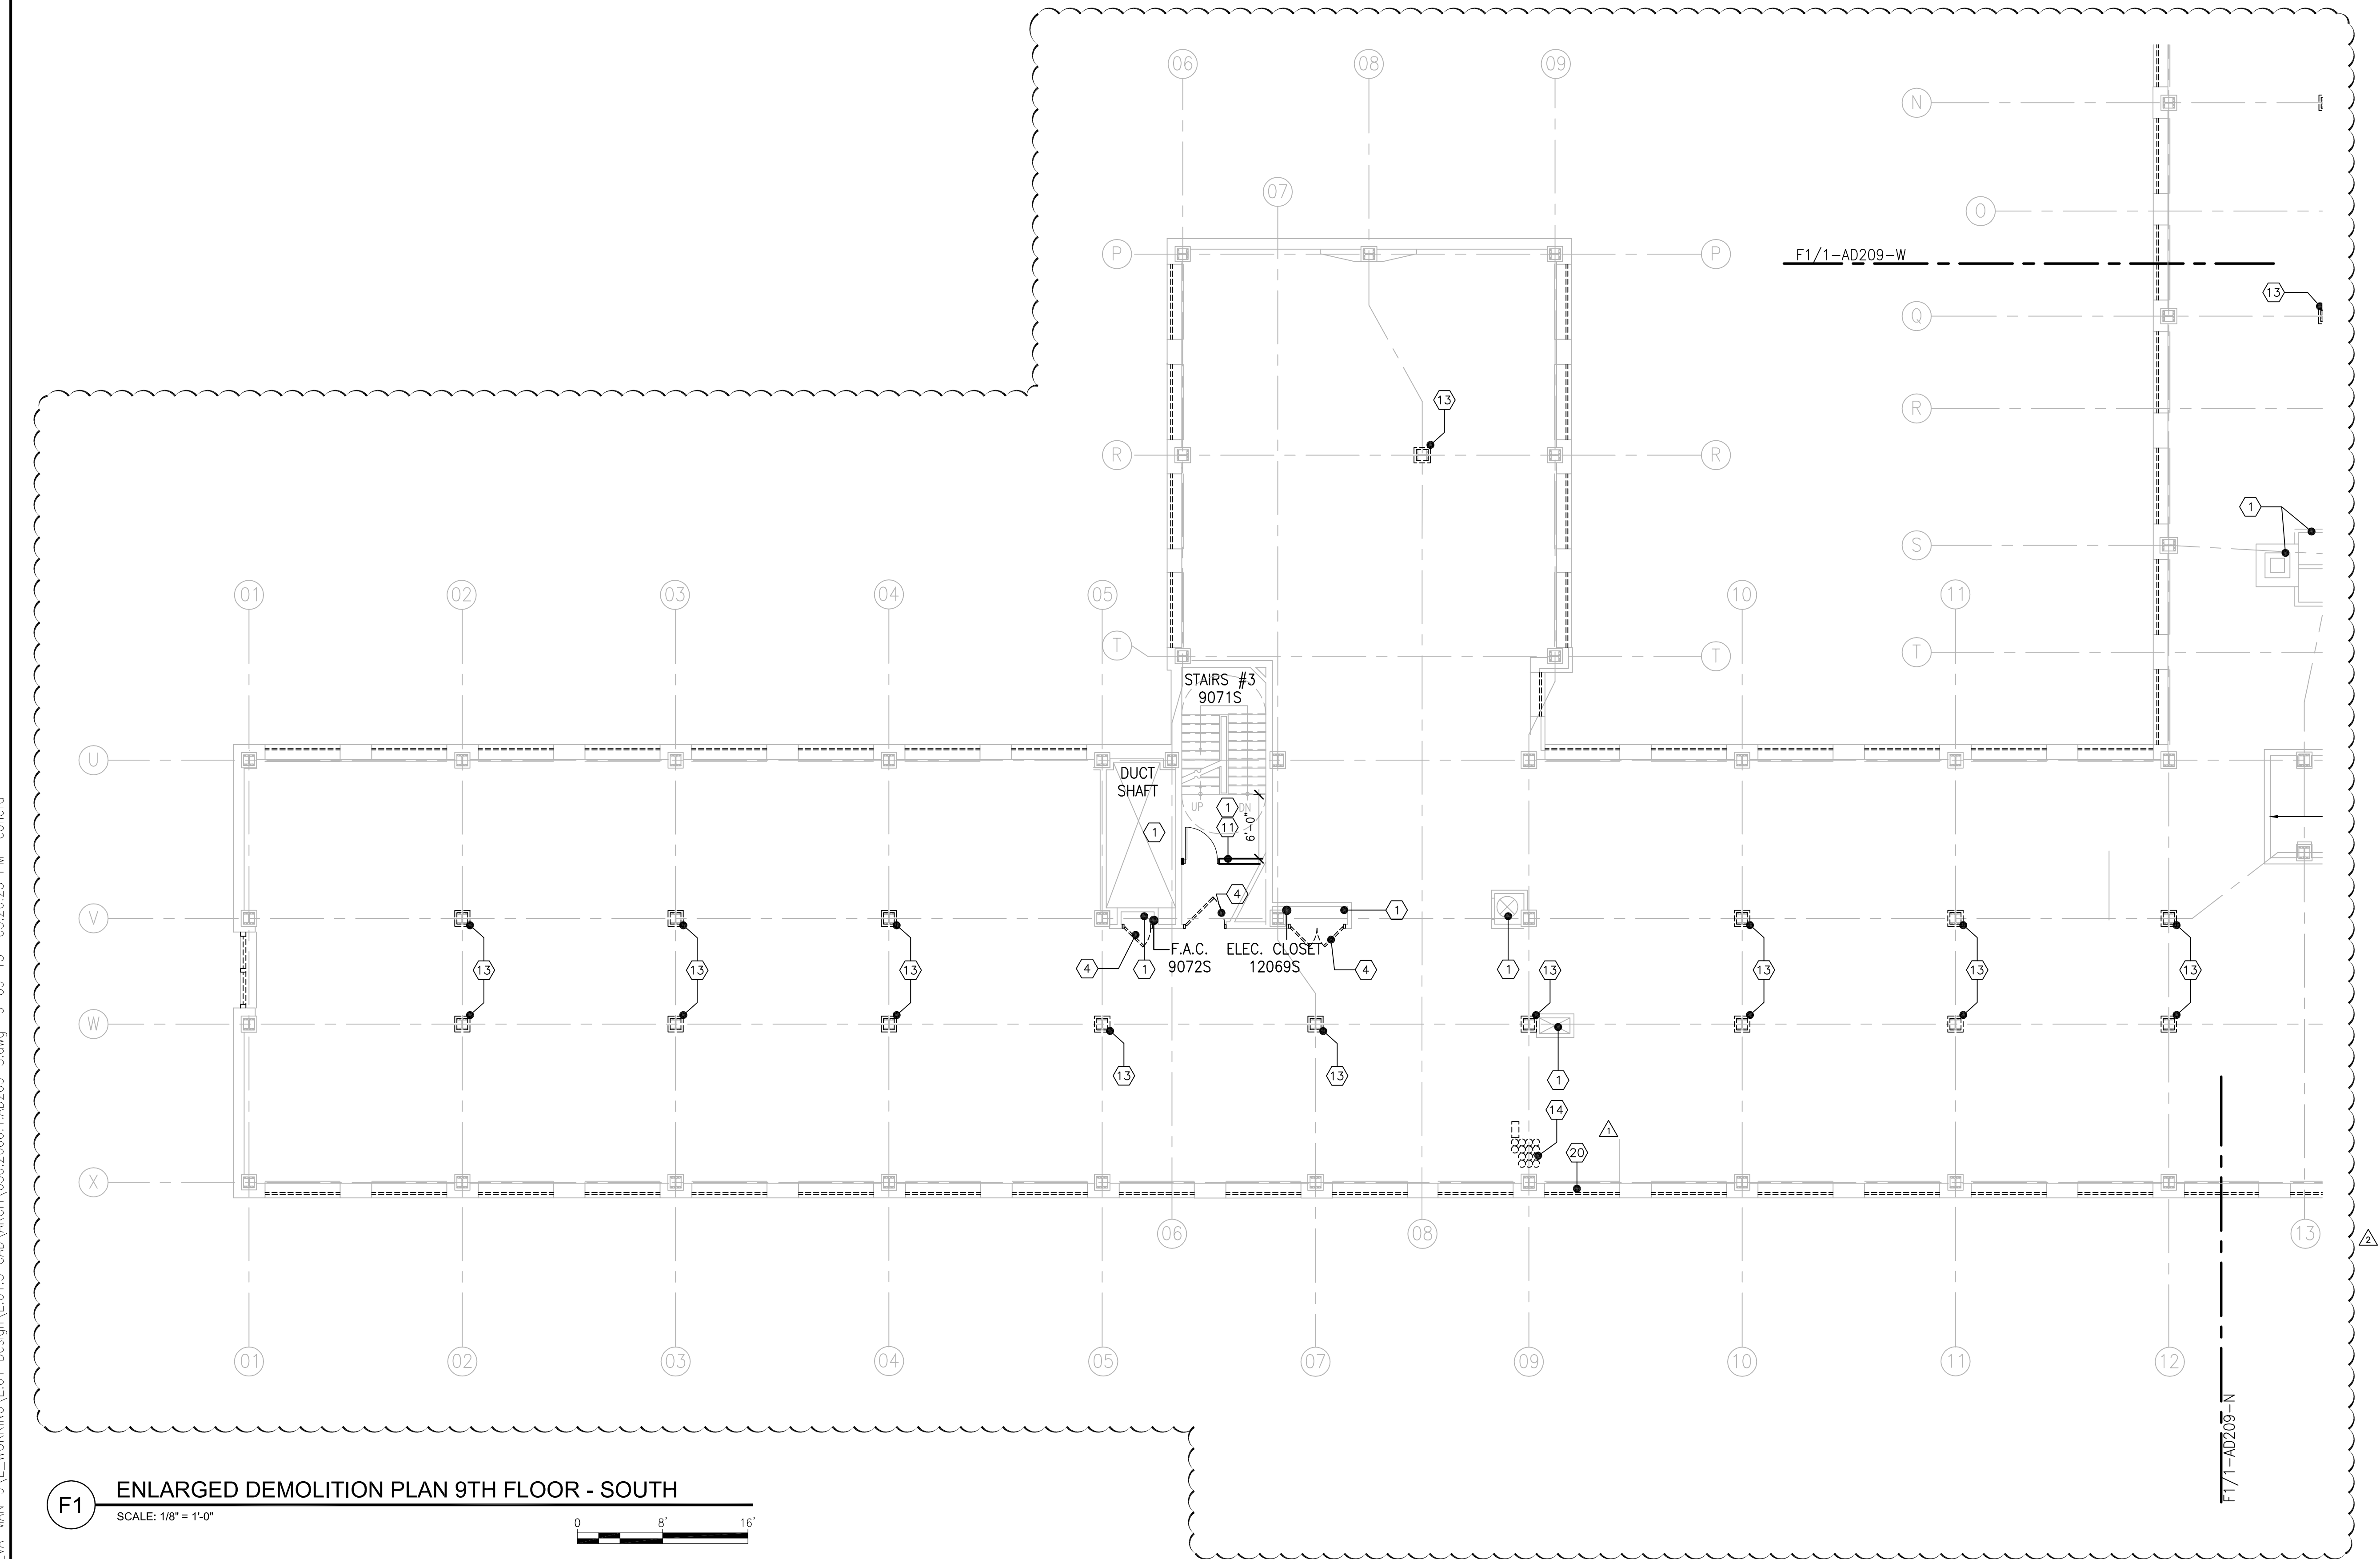 06
08
09
N
07
O
P
P
F1/1-AD209-W
13
Q
13
R
R
R
1
S
01
02
03
04
05
10
11
T
T
T
STAIRS #3
9071S
U
DUCT
SHAFT
UP
1
DN
11
6'-0"
1
4
V
1
F.A.C.
9072S
ELEC. CLOSET
12069S
4
1
4
1
13
13
13
13
13
13
13
W
13
13
1
14
1
20
X
06
08
13
2
01
02
03
04
05
07
09
10
11
12
F1/1-AD209-N
F1
ENLARGED DEMOLITION PLAN 9TH FLOOR - SOUTH
SCALE: 1/8" = 1'-0"
0 8' 16'